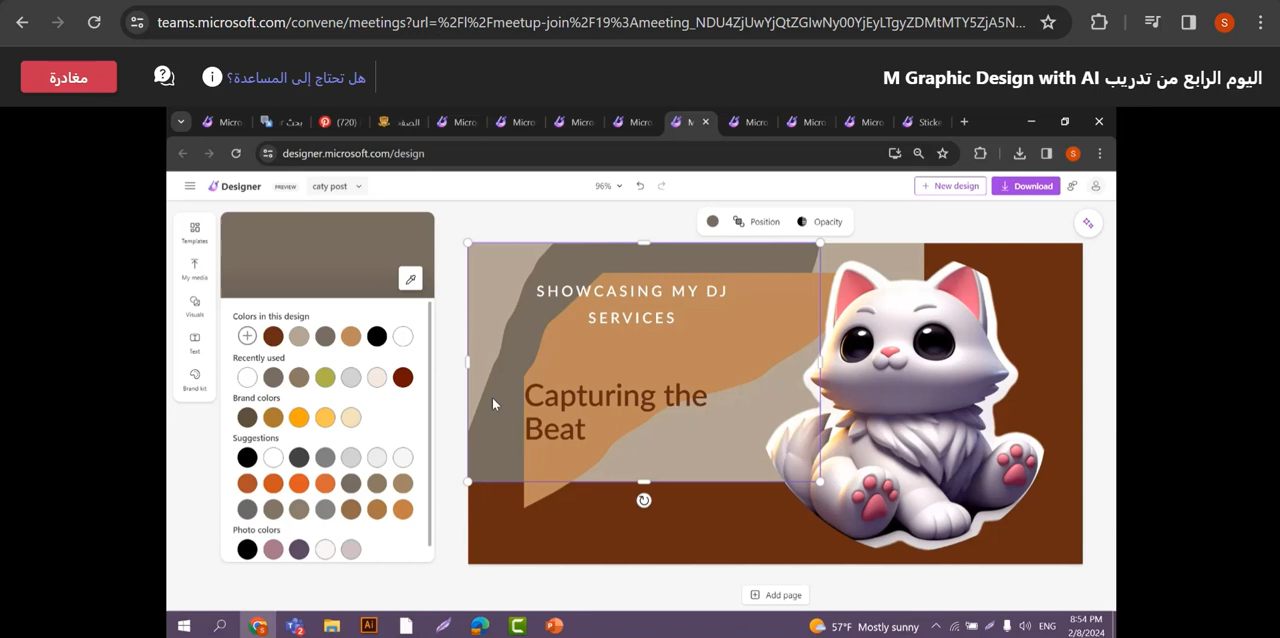 teams.microsoft.com/convene/meetings?url=%2Fl%2Fmeetup-join%2F19%3Ameeting_NDU4ZjUwYjQtZGIwNy00YjEyLTgyZDMtMTY5ZjA5N...
S
مغادرة
هل تحتاج إلى المساعدة؟
اليوم الرابع من تدريب M Graphic Design with AI
Micro
بحث
(720)
الصف
Micro
Micro
Micro
Micro
M
Micro
Micro
Micro
Sticke
designer.microsoft.com/design
S
Designer
PREVIEW
caty post
96%
New design
Download
Templates
My media
Visuals
Text
Brand kit
Position
Opacity
Colors in this design
Recently used
Brand colors
Suggestions
Photo colors
SHOWCASING MY DJ
SERVICES
Capturing the
Beat
Add page
Ai
57°F Mostly sunny
ENG
8:54 PM
2/8/2024